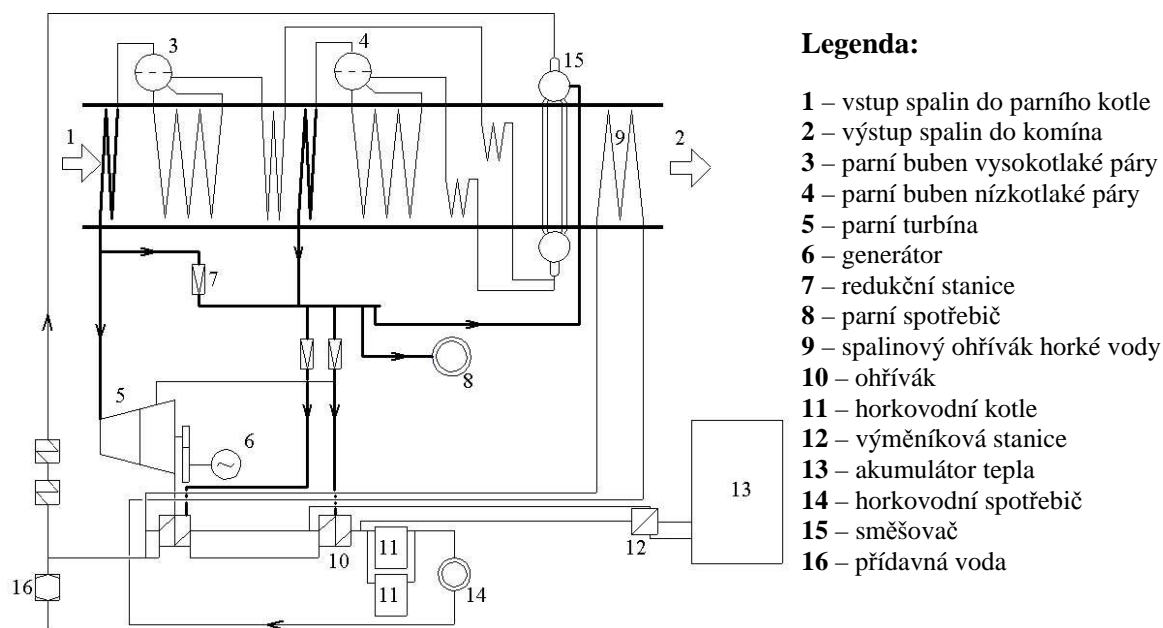 3
4
15
1
9
2
7
8
5
6
13
12
10
11
11
14
16
Legenda:
1 – vstup spalin do parního kotle
2 – výstup spalin do komína
3 – parní buben vysokotlaké páry
4 – parní buben nízkotlaké páry
5 – parní turbína
6 – generátor
7 – redukční stanice
8 – parní spotřebič
9 – spalinový ohřívák horké vody
10 – ohřívák
11 – horkovodní kotle
12 – výměníková stanice
13 – akumulátor tepla
14 – horkovodní spotřebič
15 – směšovač
16 – přídavná voda